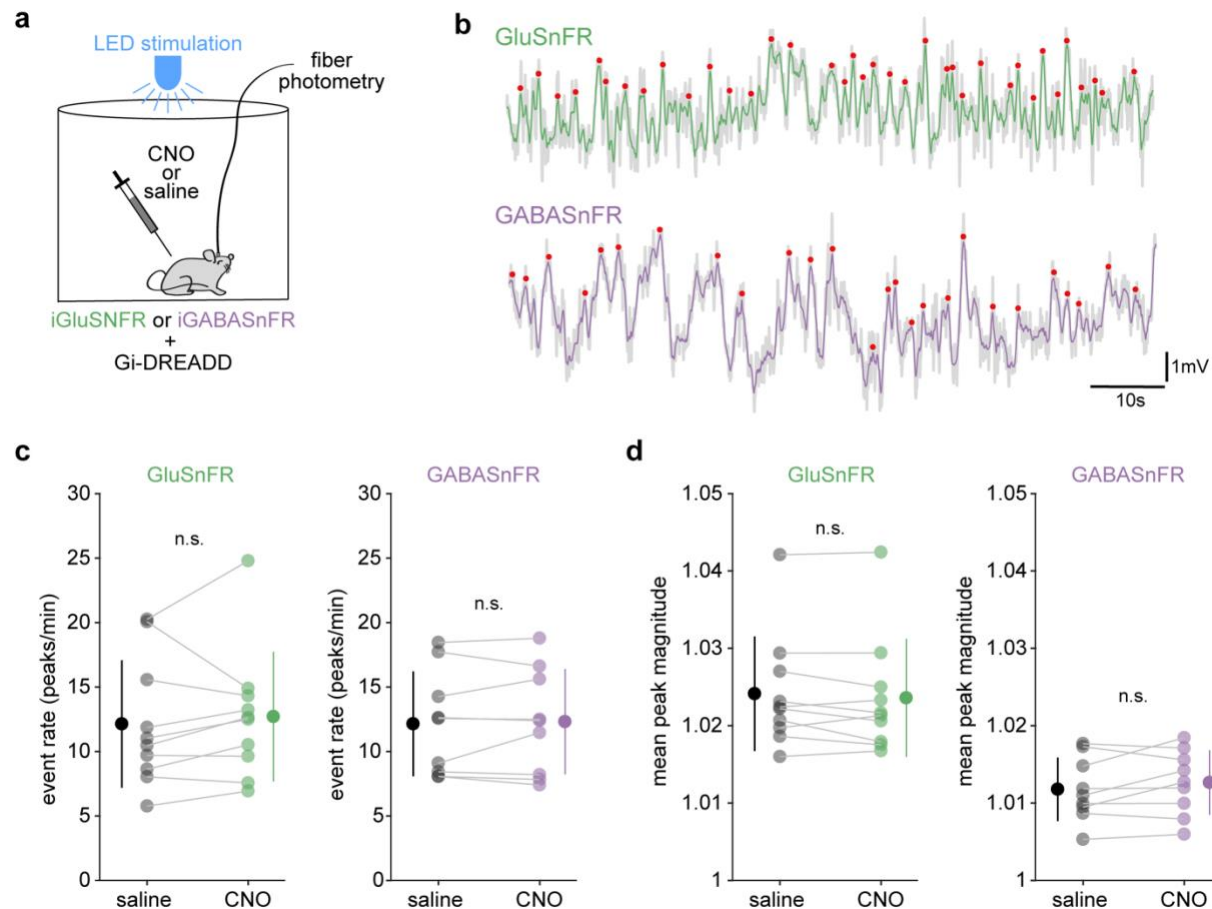 a
LED stimulation
fiber
photometry
CNO
or
saline
iGluSNFR or iGABASnFR
+
Gi-DREADD
b
GluSnFR
GABASnFR
1mV
10s
c
GluSnFR
event rate (peaks/min)
30
25
20
15
10
5
0
n.s.
saline
CNO
GABASnFR
event rate (peaks/min)
30
25
20
15
10
5
0
n.s.
saline
CNO
d
GluSnFR
mean peak magnitude
1.05
1.04
1.03
1.02
1.01
1
n.s.
saline
CNO
GABASnFR
mean peak magnitude
1.05
1.04
1.03
1.02
1.01
1
n.s.
saline
CNO